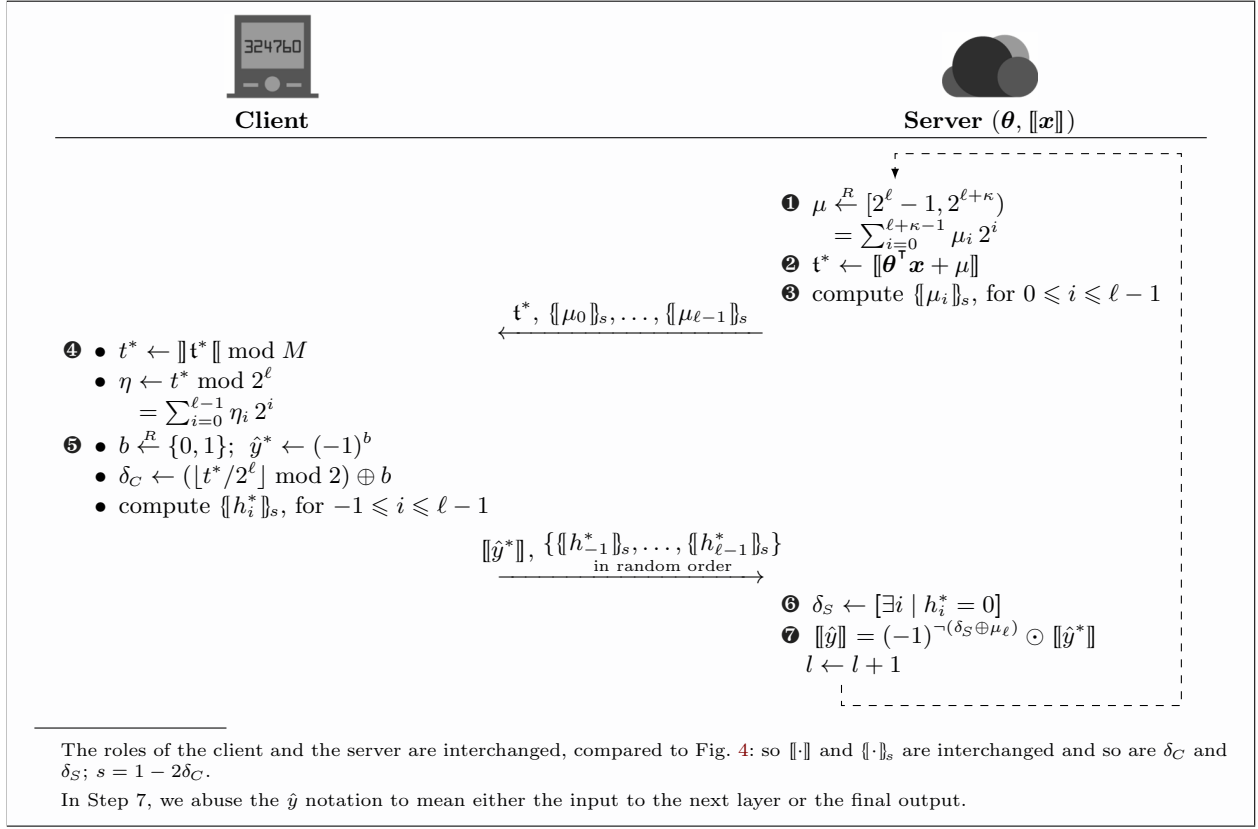 324760
Client
Server (θ, ⟦x⟧)
❶ μ ←R [2^ℓ − 1, 2^{ℓ+κ})
= ∑_{i=0}^{ℓ+κ−1} μ_i 2^i
❷ 𝔱* ← ⟦θ^⊤x + μ⟧
❸ compute {[μ_i]}_s, for 0 ⩽ i ⩽ ℓ − 1
𝔱*, {[μ_0]}_s, . . . , {[μ_{ℓ−1}]}_s
❹ • t* ← ⟧𝔱*⟦ mod M
• η ← t* mod 2^ℓ
= ∑_{i=0}^{ℓ−1} η_i 2^i
❺ • b ←R {0, 1}; ŷ* ← (−1)^b
• δ_C ← (⌊t*/2^ℓ⌋ mod 2) ⊕ b
• compute {[h_i^*]}_s, for −1 ⩽ i ⩽ ℓ − 1
⟦ŷ*⟧, {{[h_{−1}^*]}_s, . . . , {[h_{ℓ−1}^*]}_s}
in random order
❻ δ_S ← [∃i | h_i^* = 0]
❼ ⟦ŷ⟧ = (−1)^{¬(δ_S⊕μ_ℓ)} ⊙ ⟦ŷ*⟧
l ← l + 1
The roles of the client and the server are interchanged, compared to Fig. 4: so ⟦·⟧ and {[·]}_s are interchanged and so are δ_C and
δ_S; s = 1 − 2δ_C.
In Step 7, we abuse the ŷ notation to mean either the input to the next layer or the final output.